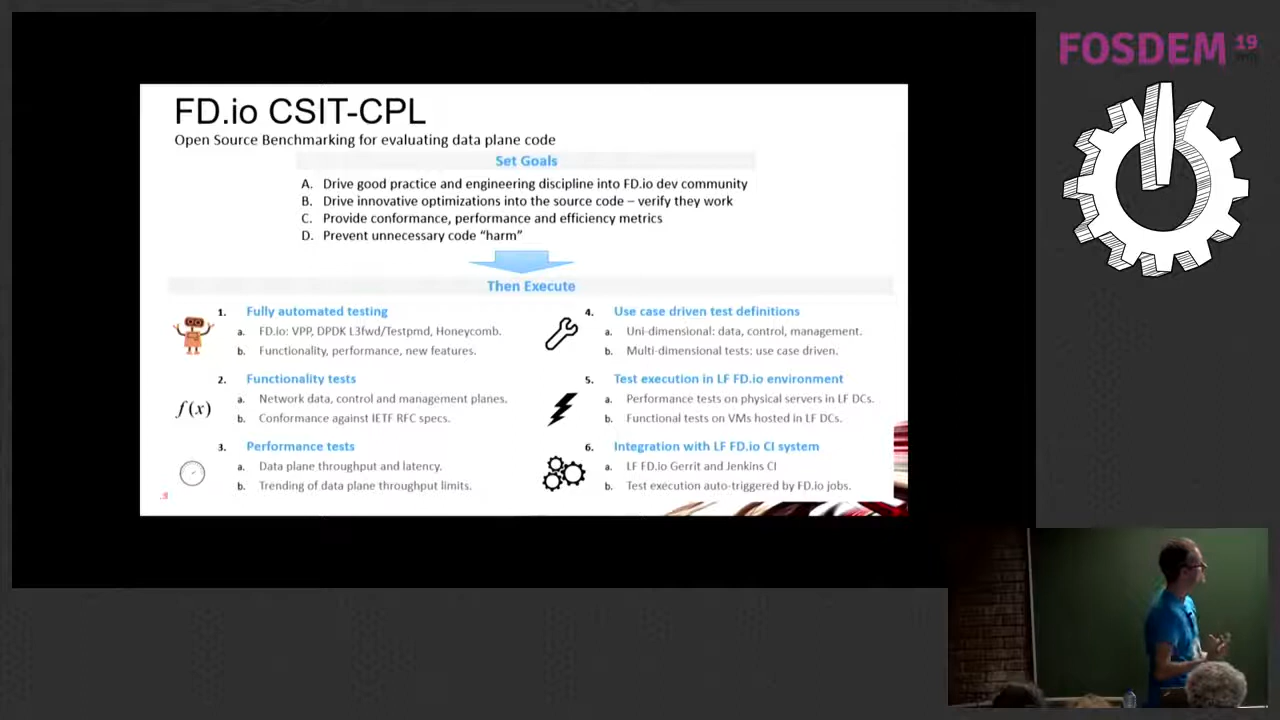 FD.io CSIT-CPL
Open Source Benchmarking for evaluating data plane code
Set Goals
A. Drive good practice and engineering discipline into FD.io dev community
B. Drive innovative optimizations into the source code – verify they work
C. Provide conformance, performance and efficiency metrics
D. Prevent unnecessary code “harm”
Then Execute
1. Fully automated testing
a. FD.io: VPP, DPDK L3fwd/Testpmd, Honeycomb.
b. Functionality, performance, new features.
2. Functionality tests
f(x)
a. Network data, control and management planes.
b. Conformance against IETF RFC specs.
3. Performance tests
a. Data plane throughput and latency.
b. Trending of data plane throughput limits.
4. Use case driven test definitions
a. Uni-dimensional: data, control, management.
b. Multi-dimensional tests: use case driven.
5. Test execution in LF FD.io environment
a. Performance tests on physical servers in LF DCs.
b. Functional tests on VMs hosted in LF DCs.
6. Integration with LF FD.io CI system
a. LF FD.io Gerrit and Jenkins CI
b. Test execution auto-triggered by FD.io jobs.
FOSDEM 19